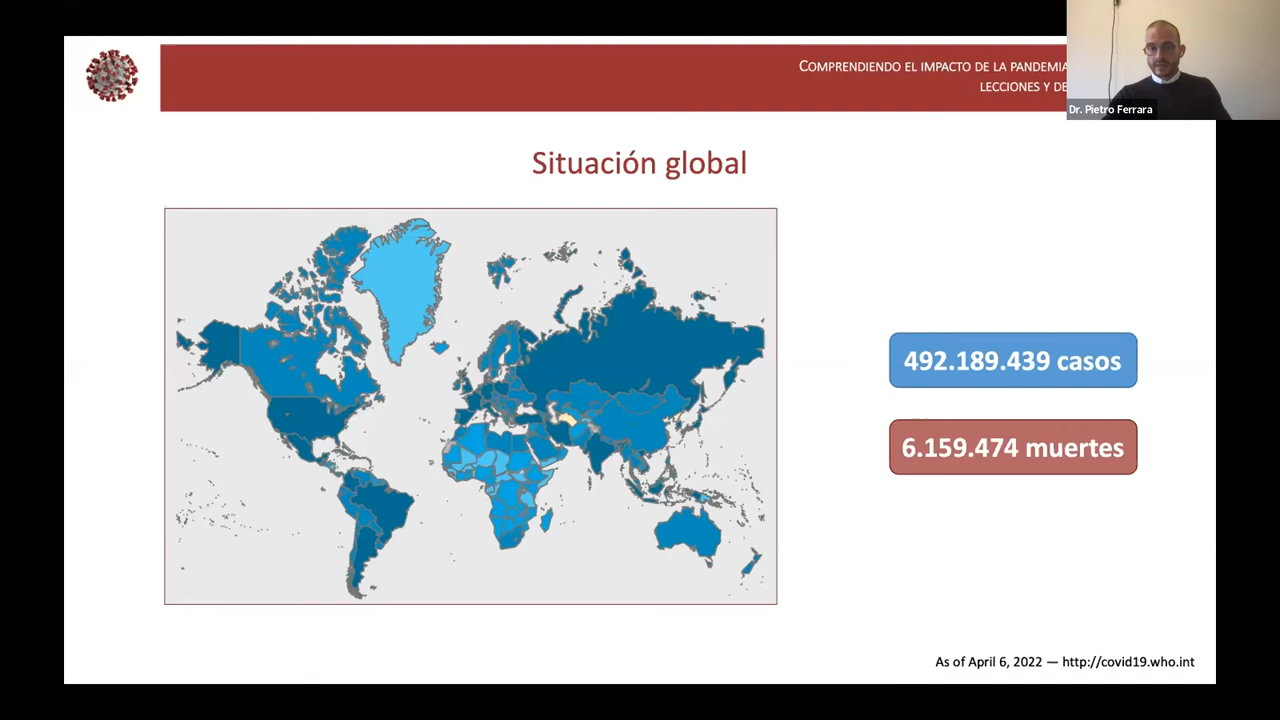 COMPRENDIENDO EL IMPACTO DE LA PANDEMIA
LECCIONES Y DE
Dr. Pietro Ferrara
Situación global
492.189.439 casos
6.159.474 muertes
As of April 6, 2022 — http://covid19.who.int